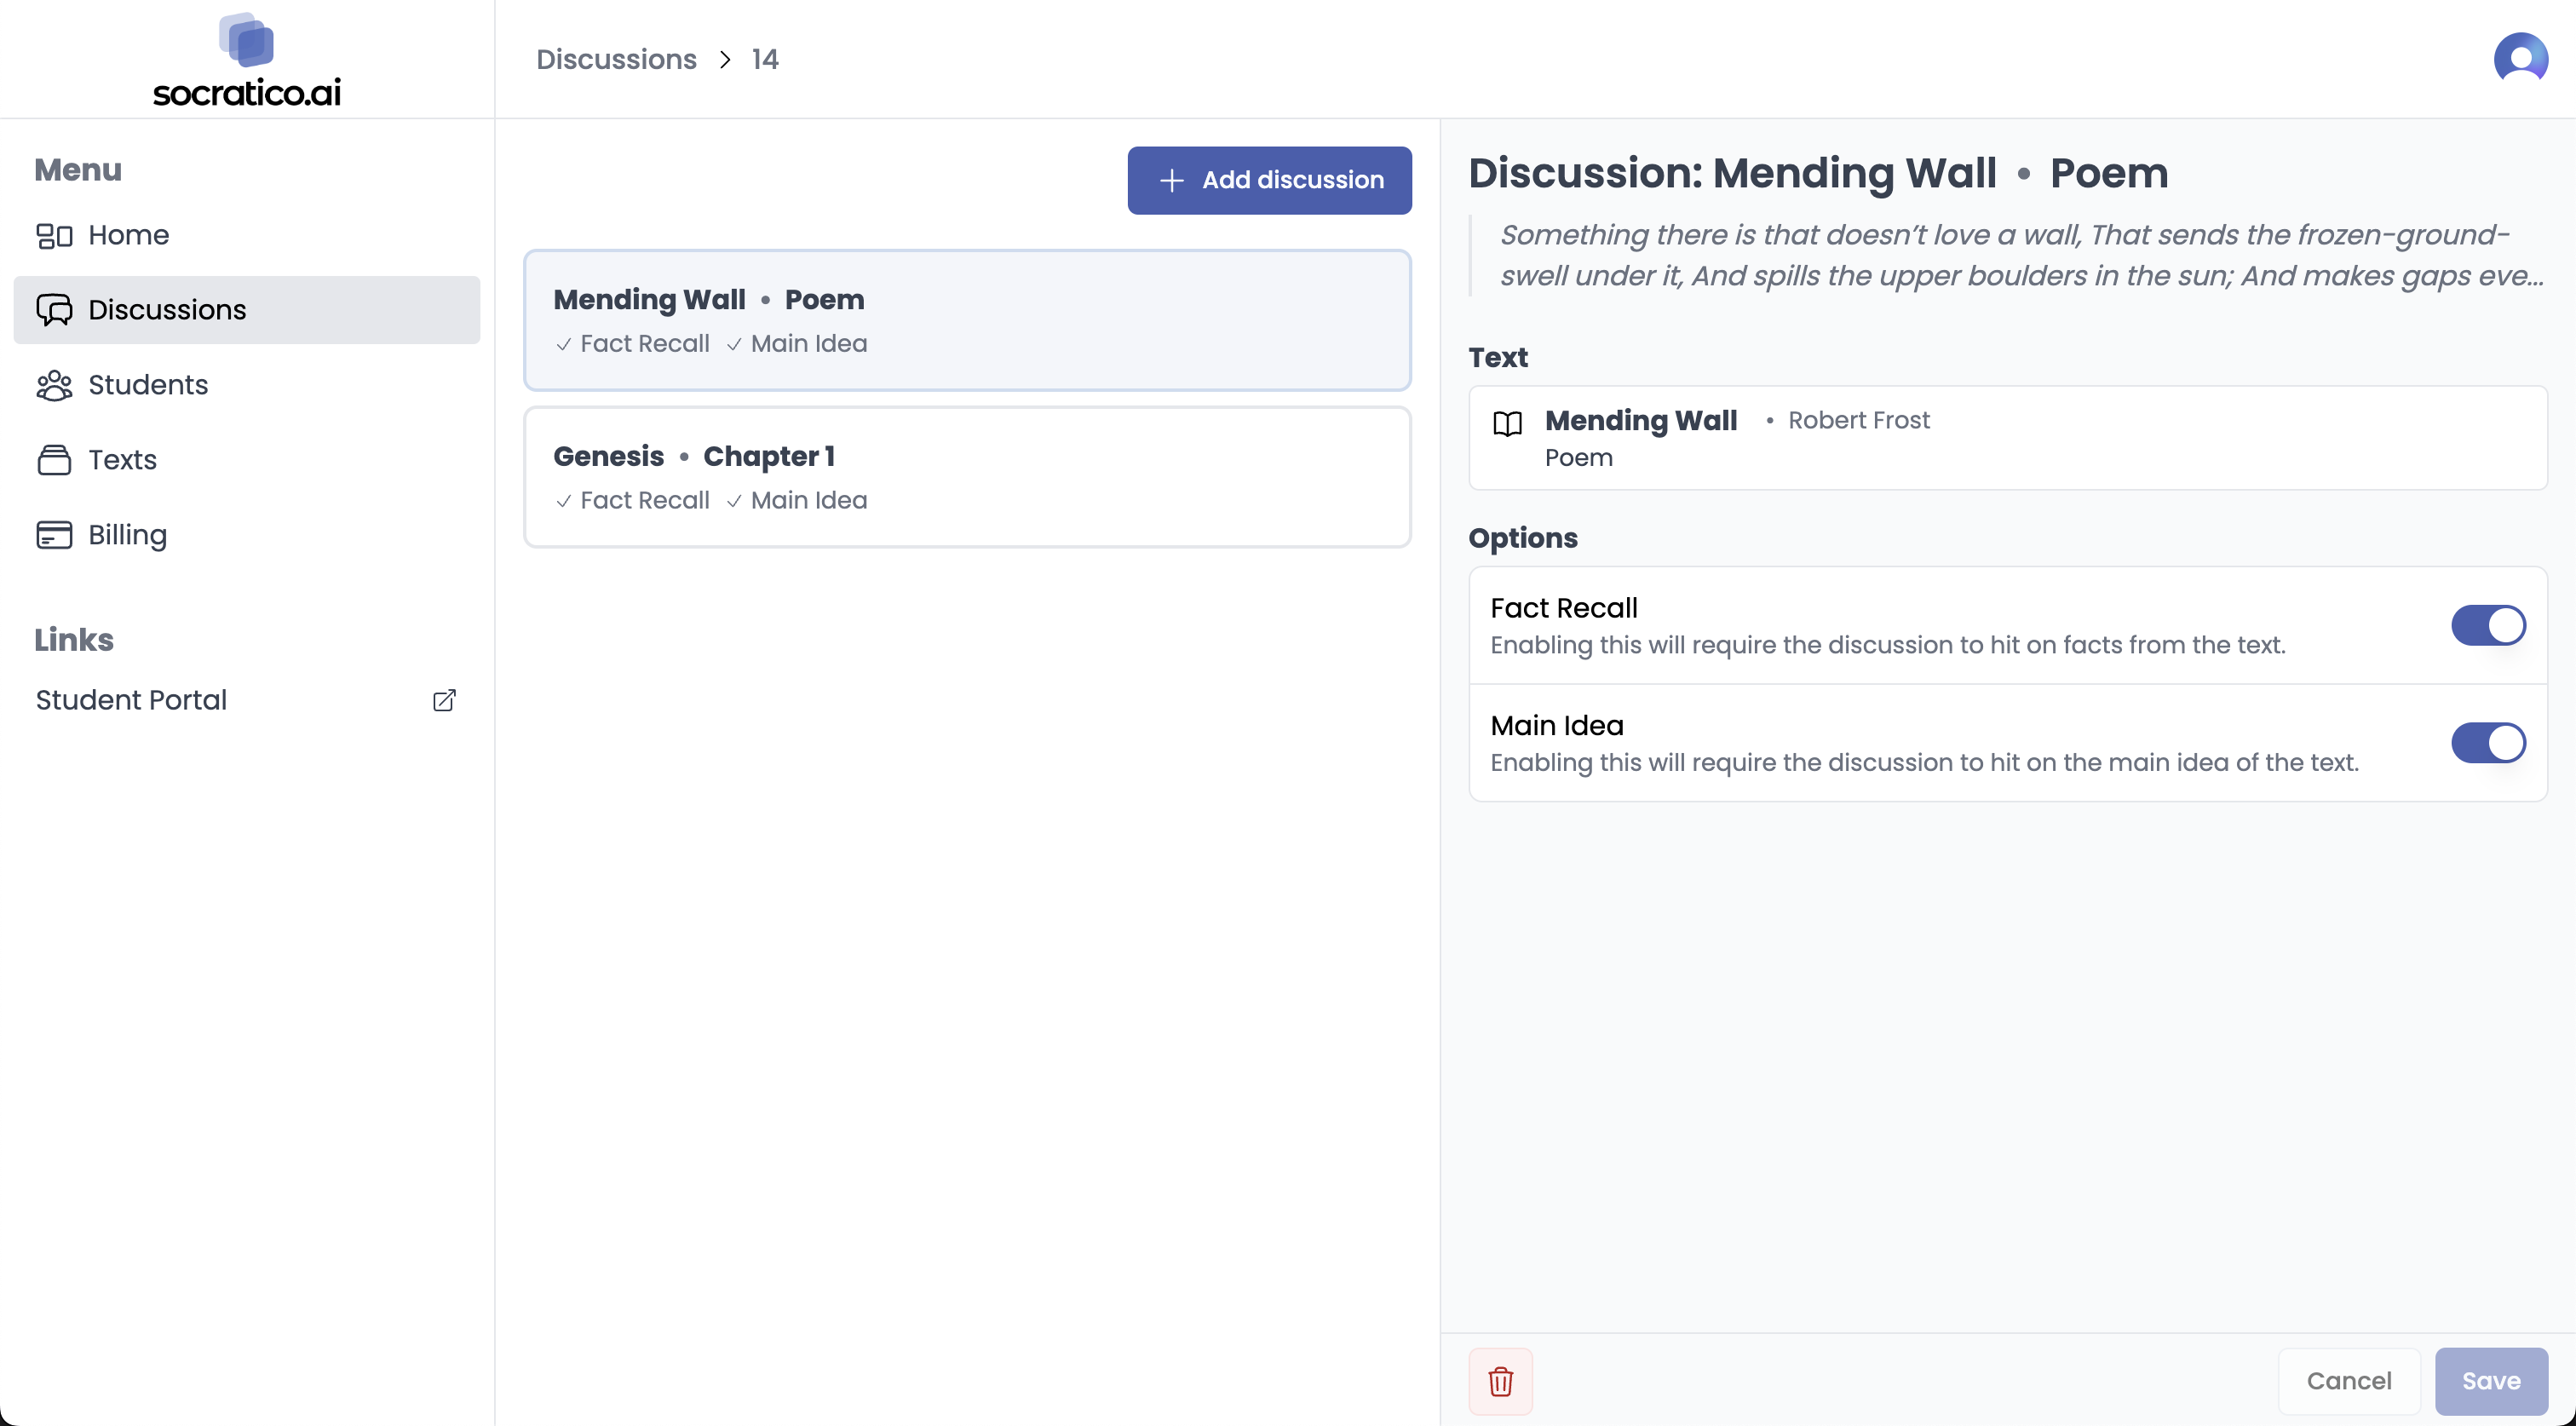 socratico.ai
Discussions > 14
Menu
Home
Discussions
Students
Texts
Billing
Links
Student Portal
Add discussion
Mending Wall • Poem
✓ Fact Recall ✓ Main Idea
Genesis • Chapter 1
✓ Fact Recall ✓ Main Idea
Discussion: Mending Wall • Poem
Something there is that doesn’t love a wall, That sends the frozen-ground-
swell under it, And spills the upper boulders in the sun; And makes gaps eve...
Text
Mending Wall • Robert Frost
Poem
Options
Fact Recall
Enabling this will require the discussion to hit on facts from the text.
Main Idea
Enabling this will require the discussion to hit on the main idea of the text.
Cancel
Save